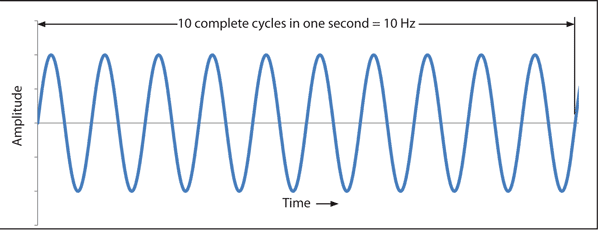 10 complete cycles in one second = 10 Hz
Amplitude
Time